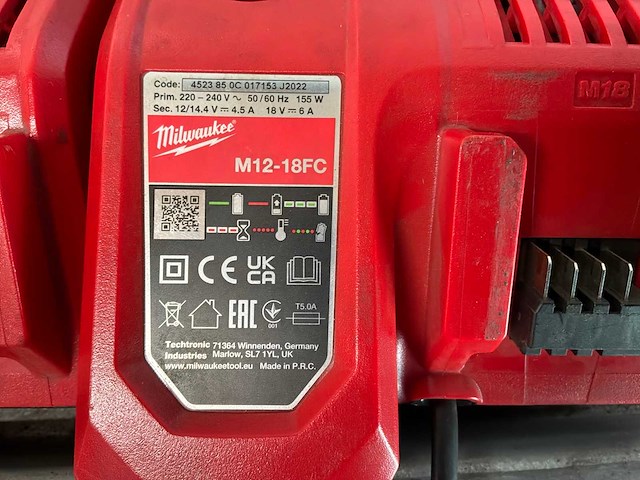 Code: 4523 85 0C 017153 J2022
Prim. 220 – 240 V ~ 50/60 Hz 155 W
Sec. 12/14.4 V ⎓ 4.5 A 18 V ⎓ 6 A
Milwaukee
M12-18FC
M18
CE UK CA
EAC
001
T5.0A
Techtronic Industries
71364 Winnenden, Germany
Marlow, SL7 1YL, UK
www.milwaukeetool.eu Made in P.R.C.